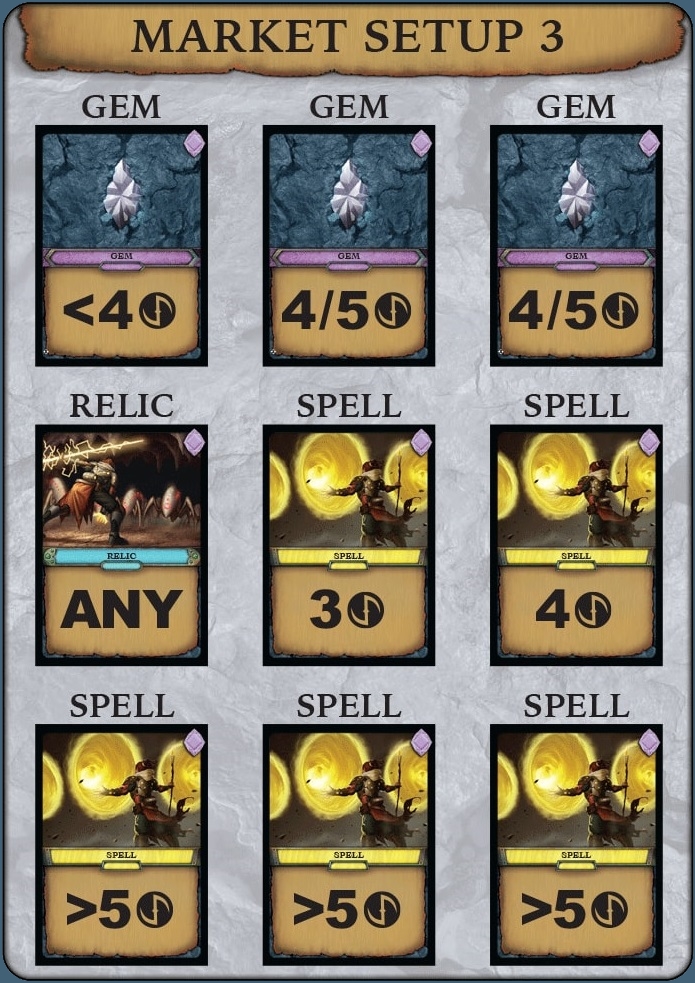 MARKET SETUP 3
GEM GEM GEM
GEM GEM GEM
<4 4/5 4/5
RELIC SPELL SPELL
RELIC SPELL SPELL
ANY 3 4
SPELL SPELL SPELL
SPELL SPELL SPELL
>5 >5 >5